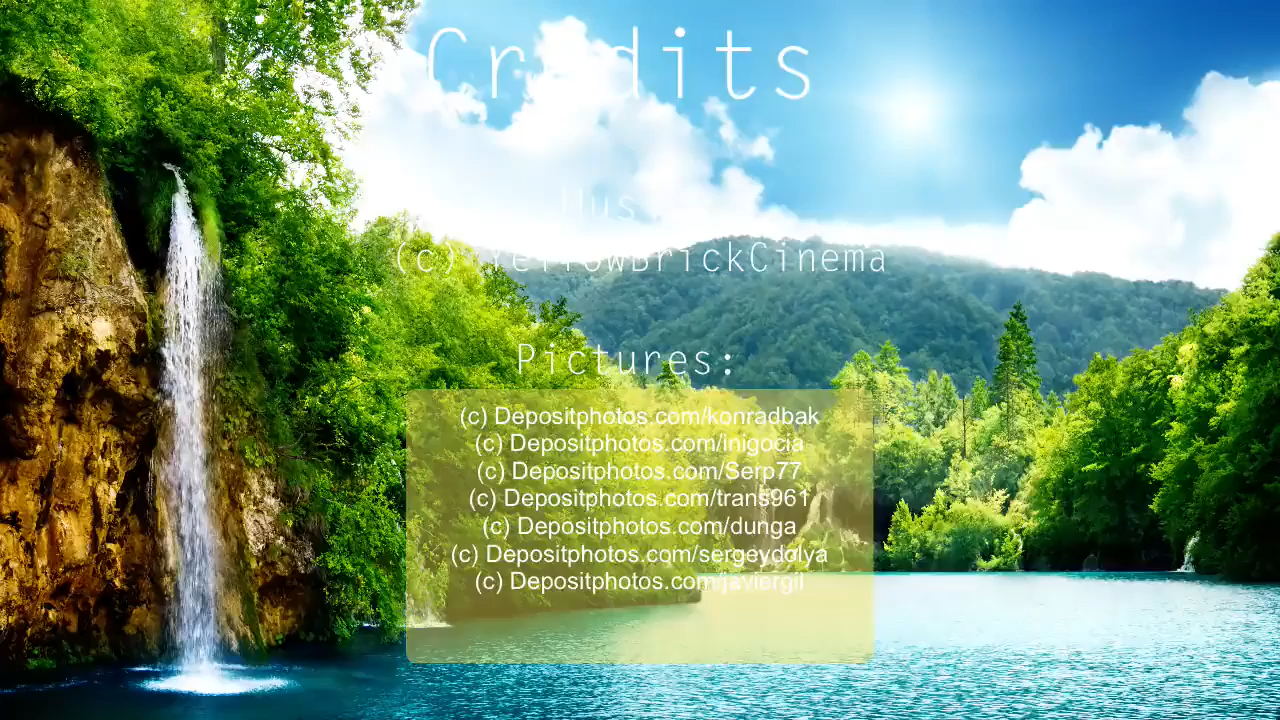 Credits
(c) YellowBrickCinema
Pictures:
(c) Depositphotos.com/konradbak
(c) Depositphotos.com/inigocia
(c) Depositphotos.com/Serp77
(c) Depositphotos.com/trans961
(c) Depositphotos.com/dunga
(c) Depositphotos.com/sergeydolya
(c) Depositphotos.com/javiergil